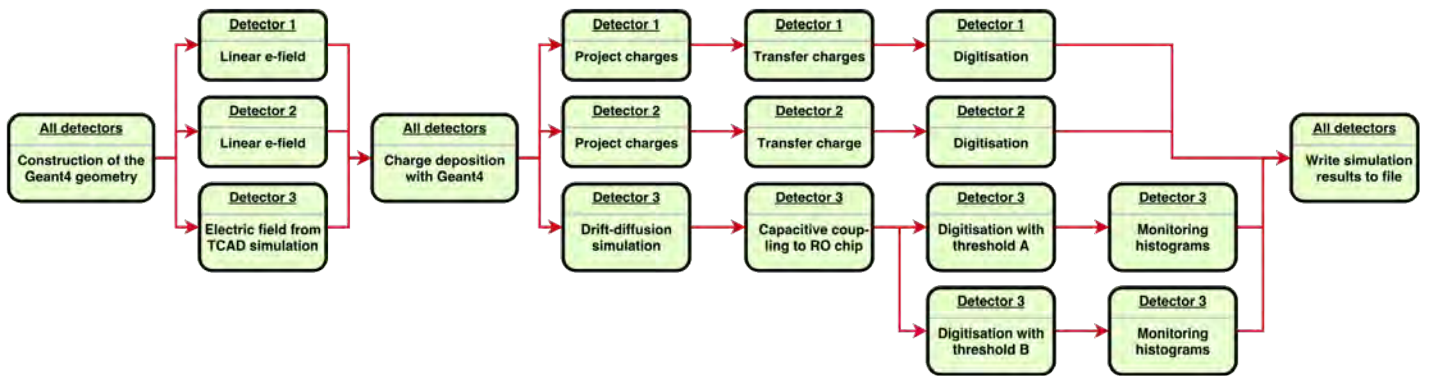 All detectors
Construction of the
Geant4 geometry
Detector 1
Linear e-field
Detector 2
Linear e-field
Detector 3
Electric field from
TCAD simulation
All detectors
Charge deposition
with Geant4
Detector 1
Project charges
Detector 1
Transfer charges
Detector 1
Digitisation
Detector 2
Project charges
Detector 2
Transfer charge
Detector 2
Digitisation
Detector 3
Drift-diffusion
simulation
Detector 3
Capacitive coup-
ling to RO chip
Detector 3
Digitisation with
threshold A
Detector 3
Monitoring
histograms
Detector 3
Digitisation with
threshold B
Detector 3
Monitoring
histograms
All detectors
Write simulation
results to file